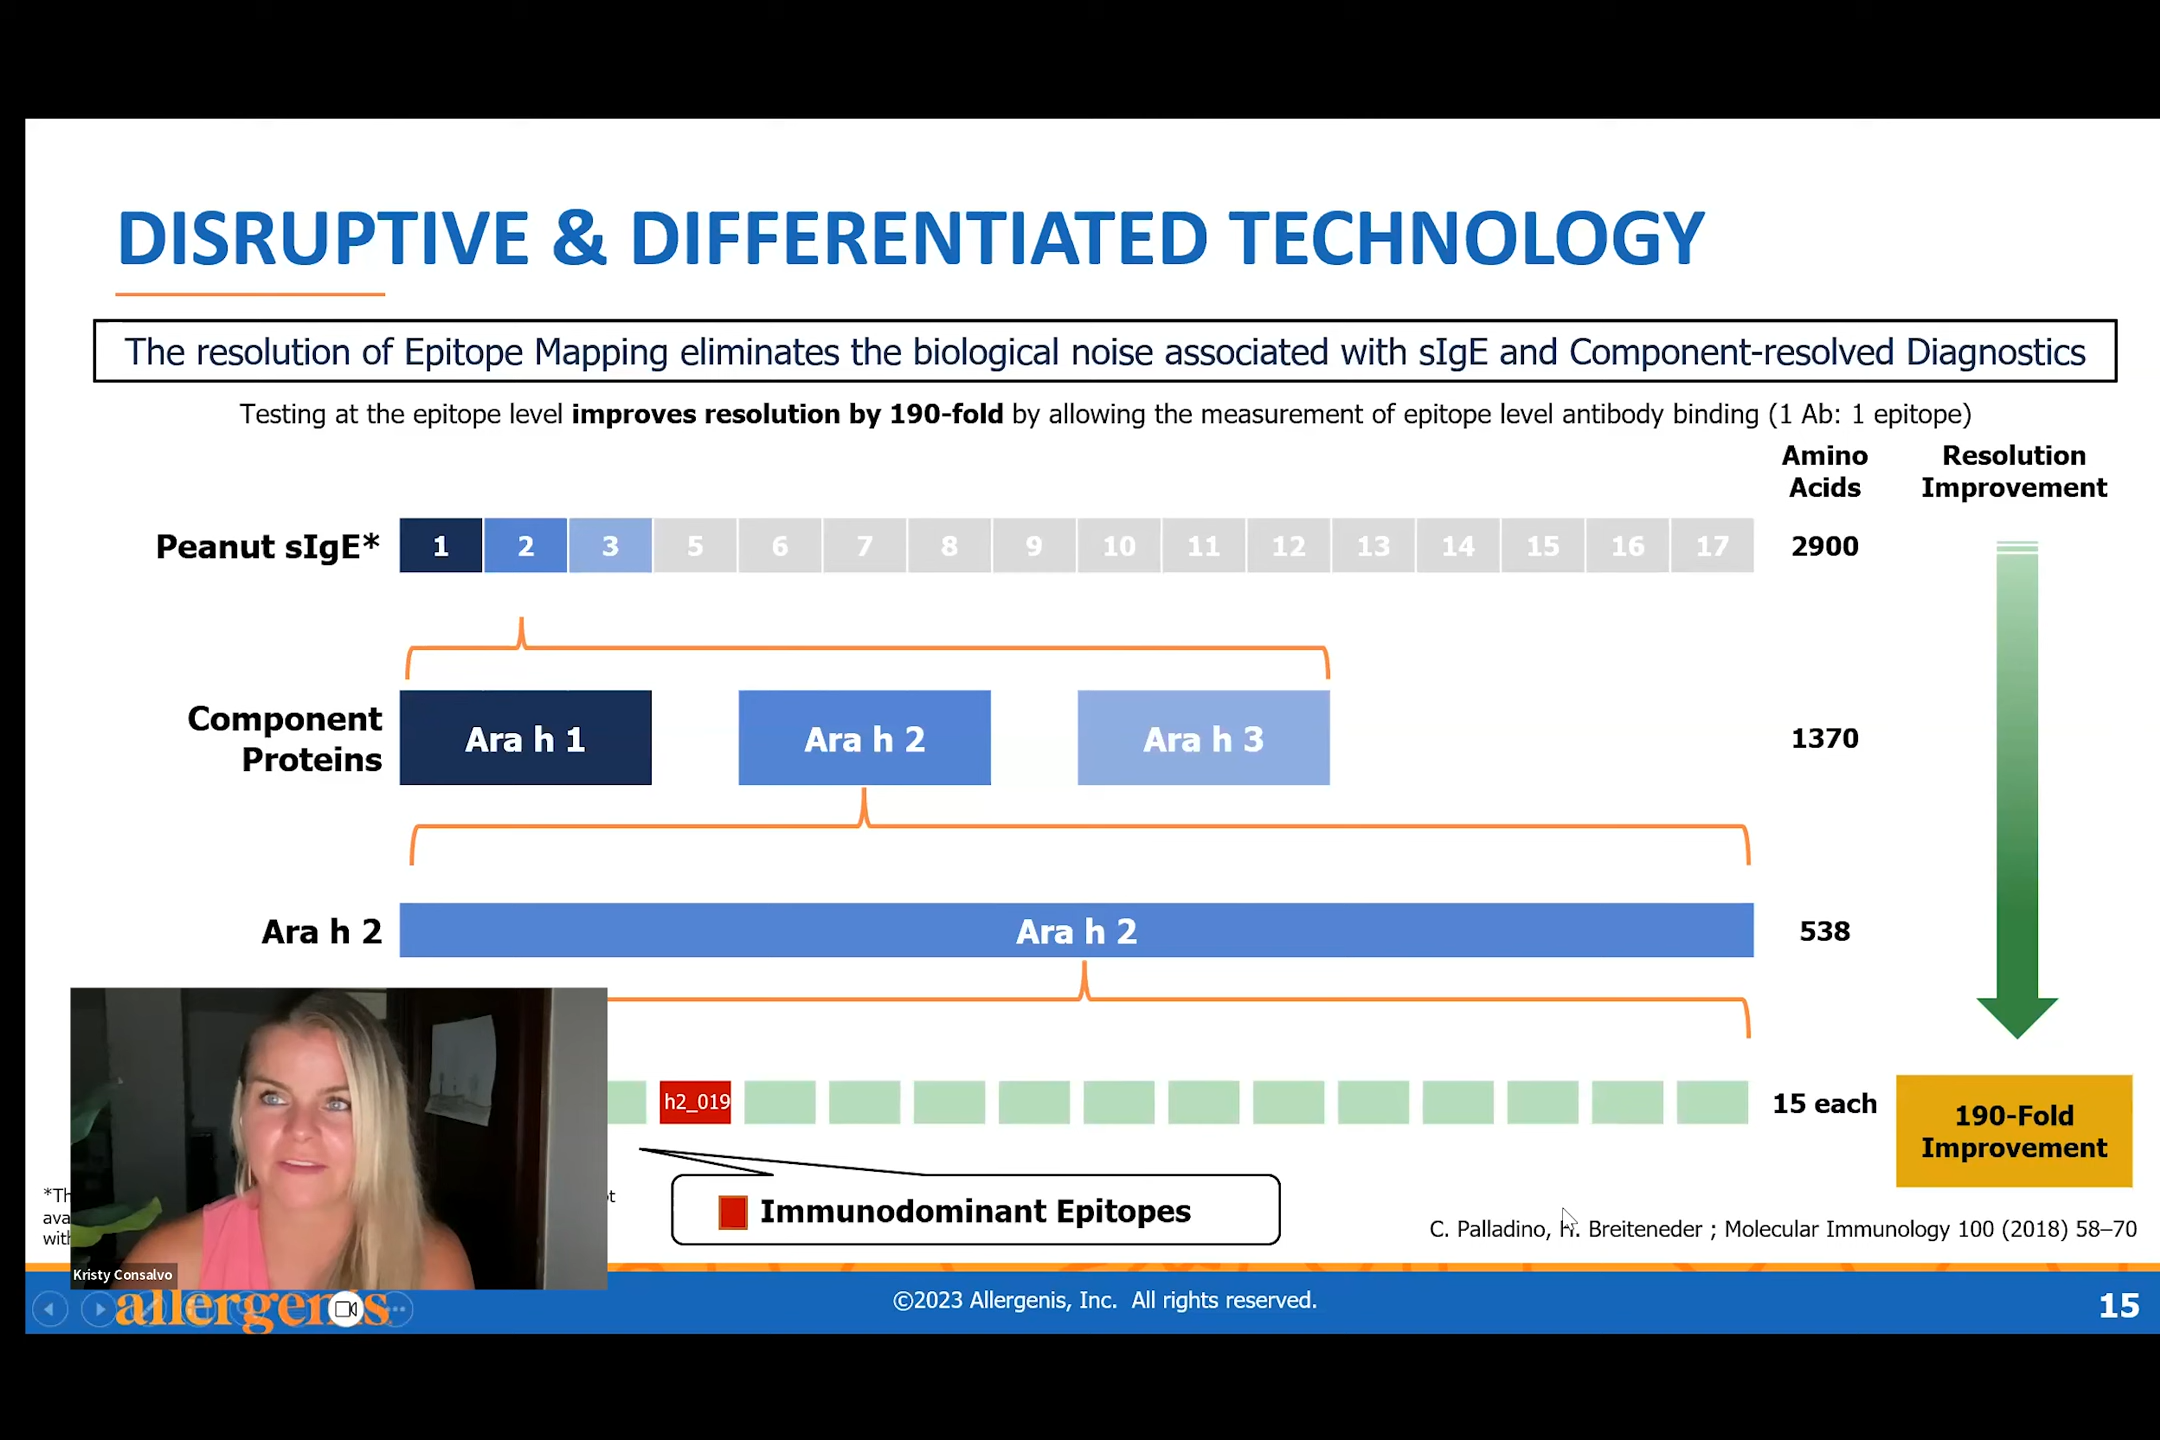 DISRUPTIVE & DIFFERENTIATED TECHNOLOGY
The resolution of Epitope Mapping eliminates the biological noise associated with sIgE and Component-resolved Diagnostics
Testing at the epitope level improves resolution by 190-fold by allowing the measurement of epitope level antibody binding (1 Ab: 1 epitope)
Amino
Acids
Resolution
Improvement
Peanut sIgE* 1 2 3 5 6 7 8 9 10 11 12 13 14 15 16 17 2900
Component
Proteins
Ara h 1 Ara h 2 Ara h 3 1370
Ara h 2 Ara h 2 538
h2_019 15 each
190-Fold
Improvement
Immunodominant Epitopes
C. Palladino, H. Breiteneder ; Molecular Immunology 100 (2018) 58–70
Kristy Consalvo
allergenis
©2023 Allergenis, Inc. All rights reserved.
15